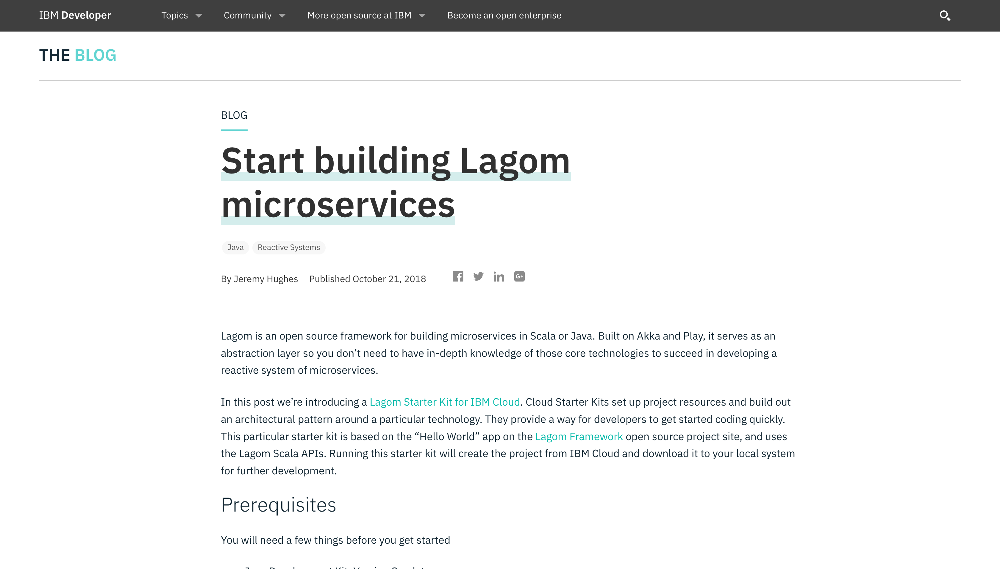 IBM Developer
Topics
Community
More open source at IBM
Become an open enterprise
THE BLOG
BLOG
Start building Lagom
microservices
Java
Reactive Systems
By Jeremy Hughes
Published October 21, 2018
G+
Lagom is an open source framework for building microservices in Scala or Java. Built on Akka and Play, it serves as an
abstraction layer so you don’t need to have in-depth knowledge of those core technologies to succeed in developing a
reactive system of microservices.
In this post we’re introducing a Lagom Starter Kit for IBM Cloud. Cloud Starter Kits set up project resources and build out
an architectural pattern around a particular technology. They provide a way for developers to get started coding quickly.
This particular starter kit is based on the “Hello World” app on the Lagom Framework open source project site, and uses
the Lagom Scala APIs. Running this starter kit will create the project from IBM Cloud and download it to your local system
for further development.
Prerequisites
You will need a few things before you get started